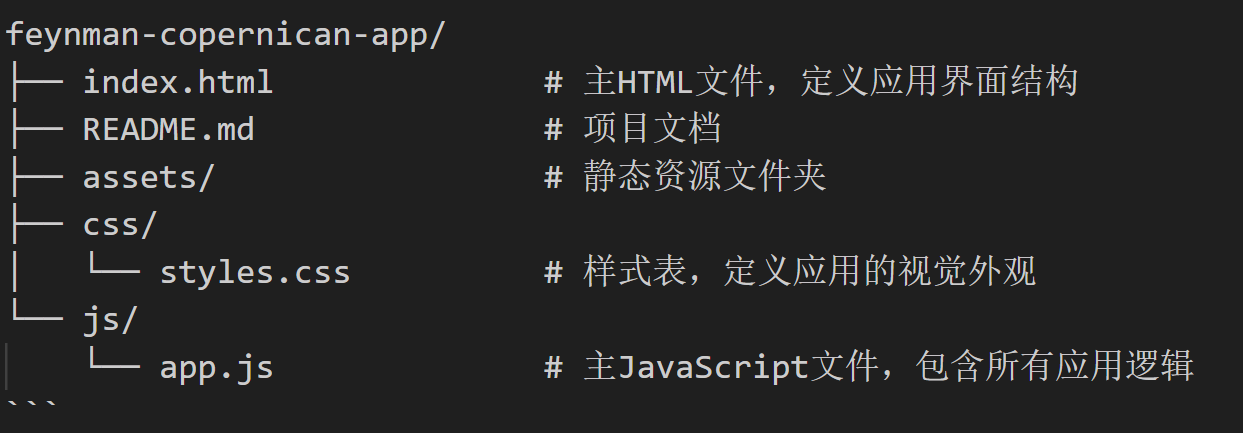 feynman-copernican-app/
├── index.html              # 主HTML文件，定义应用界面结构
├── README.md               # 项目文档
├── assets/                 # 静态资源文件夹
├── css/
│   └── styles.css          # 样式表，定义应用的视觉外观
└── js/
    └── app.js              # 主JavaScript文件，包含所有应用逻辑
```